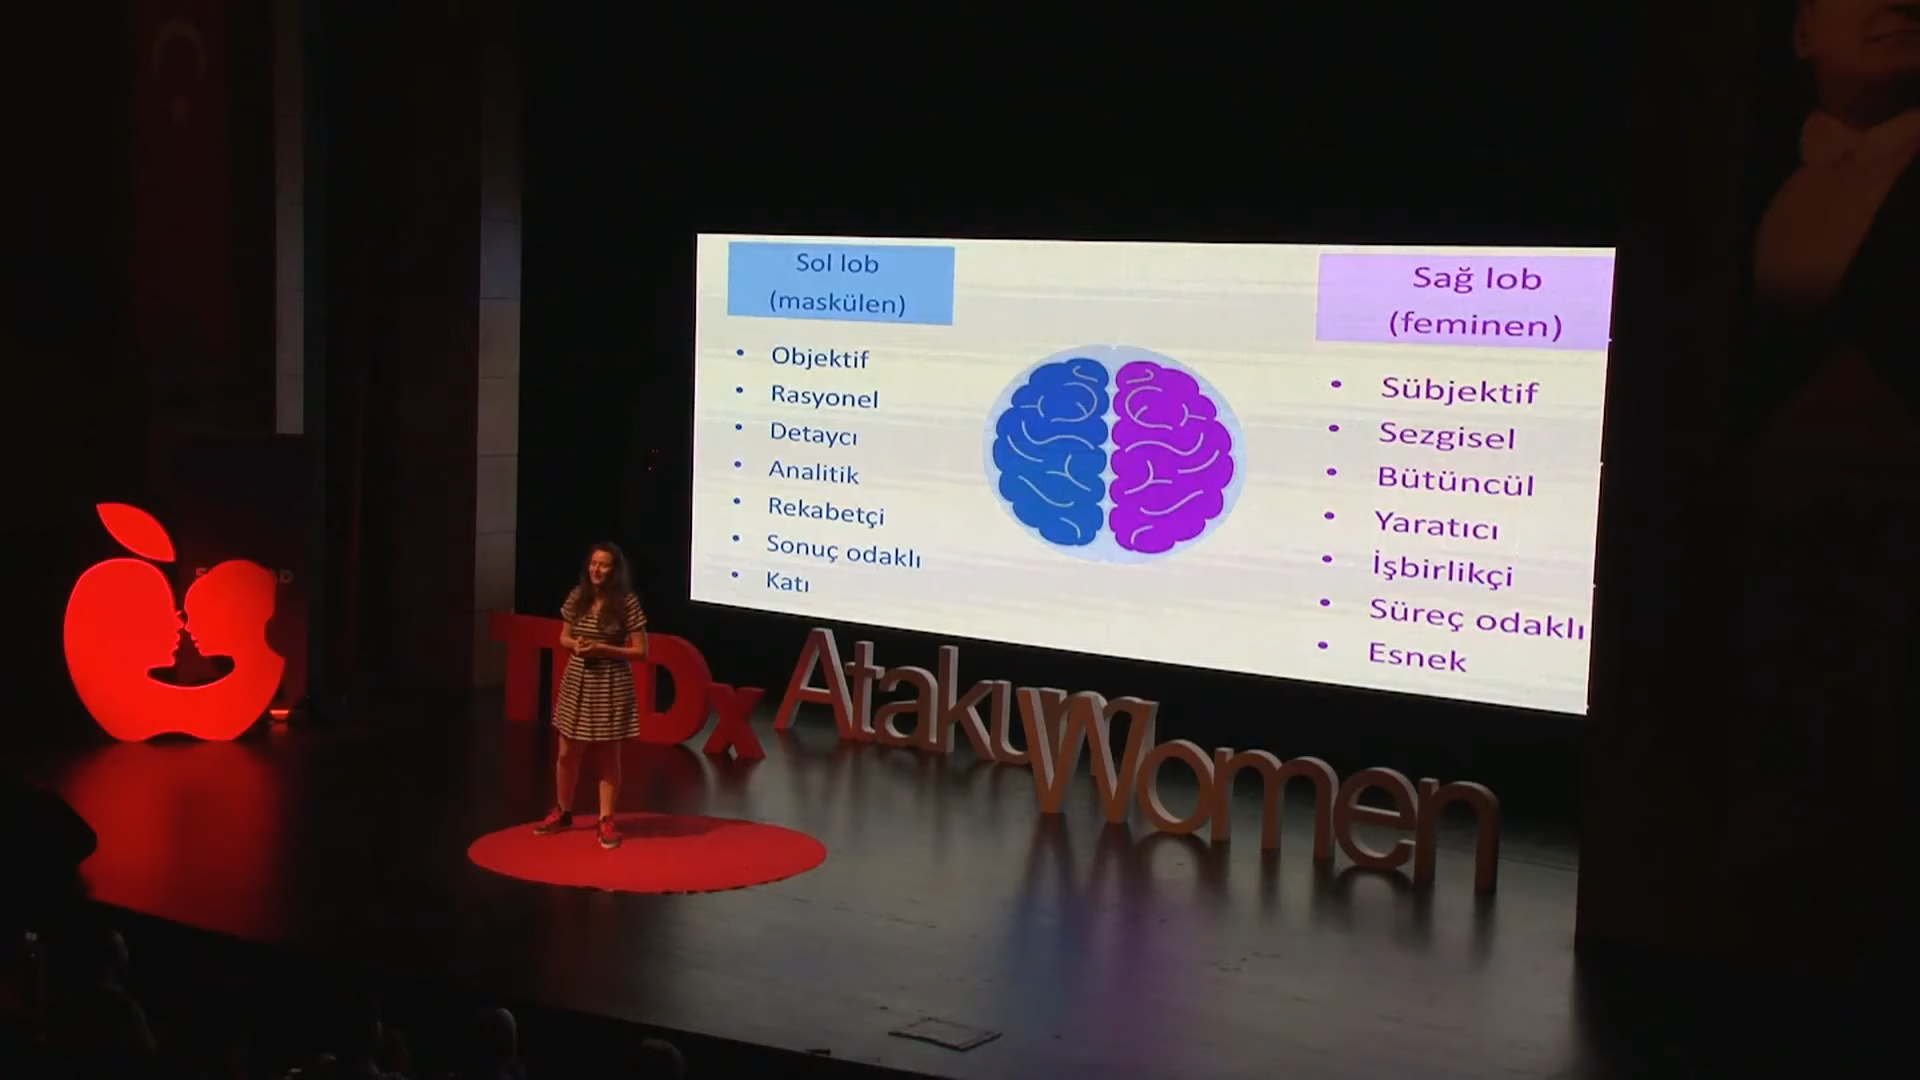 Sol lob
(maskülen)
• Objektif
• Rasyonel
• Detaycı
• Analitik
• Rekabetçi
• Sonuç odaklı
• Katı
Sağ lob
(feminen)
• Sübjektif
• Sezgisel
• Bütüncül
• Yaratıcı
• İşbirlikçi
• Süreç odaklı
• Esnek
TEDx AtakumWomen